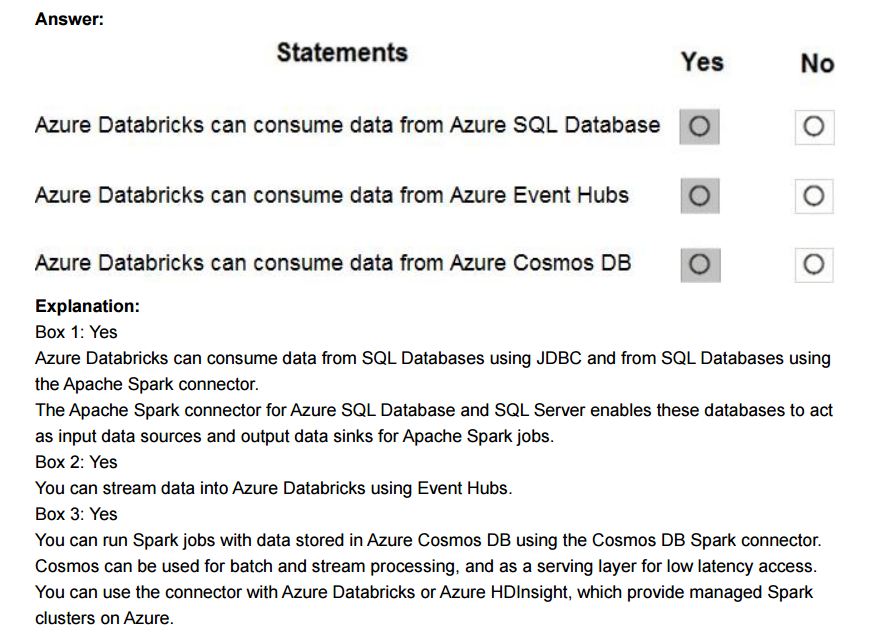 Answer:
Statements Yes No
Azure Databricks can consume data from Azure SQL Database
Azure Databricks can consume data from Azure Event Hubs
Azure Databricks can consume data from Azure Cosmos DB
Explanation:
Box 1: Yes
Azure Databricks can consume data from SQL Databases using JDBC and from SQL Databases using
the Apache Spark connector.
The Apache Spark connector for Azure SQL Database and SQL Server enables these databases to act
as input data sources and output data sinks for Apache Spark jobs.
Box 2: Yes
You can stream data into Azure Databricks using Event Hubs.
Box 3: Yes
You can run Spark jobs with data stored in Azure Cosmos DB using the Cosmos DB Spark connector.
Cosmos can be used for batch and stream processing, and as a serving layer for low latency access.
You can use the connector with Azure Databricks or Azure HDInsight, which provide managed Spark
clusters on Azure.